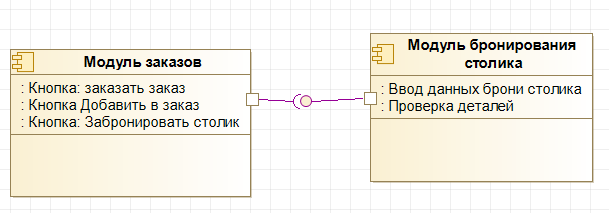 Модуль заказов
: Кнопка: заказать заказ
: Кнопка Добавить в заказ
: Кнопка: Забронировать столик
Модуль бронирования
столика
: Ввод данных брони столика
: Проверка деталей